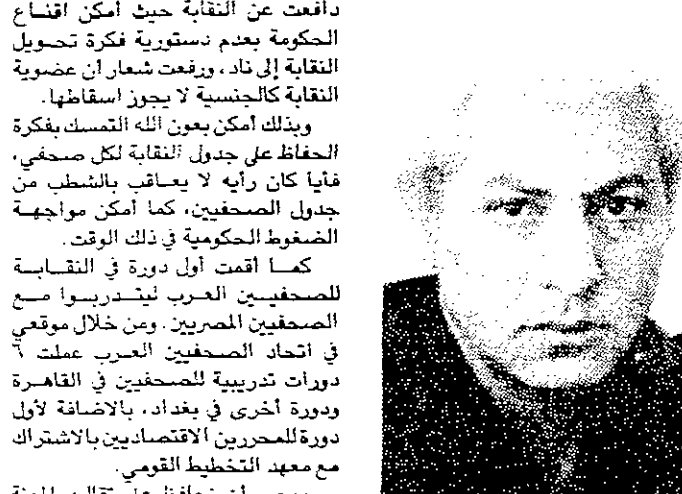 دافعت عن النقابة حيث أمكن اقناع
الحكومة بعدم دستورية فكرة تحويل
النقابة إلى ناد، ورفعت شعار أن عضوية
النقابة كالجنسية لا يجوز اسقاطها.
وبذلك أمكن بعون الله التمسك بفكرة
الحفاظ على جدول النقابة لكل صحفي،
فأيا كان رأيه لا يعاقب بالشطب من
جدول الصحفيين، كما أمكن مواجهة
الضغوط الحكومية في ذلك الوقت.
كما أقمت أول دورة في النقابة
للصحفيين العرب ليتدربوا مع
الصحفيين المصريين. ومن خلال موقعي
في اتحاد الصحفيين العرب عملت ٦
دورات تدريبية للصحفيين في القاهرة
ودورة أخرى في بغداد، بالاضافة لأول
دورة للمحررين الاقتصاديين بالاشتراك
مع معهد التخطيط القومي.